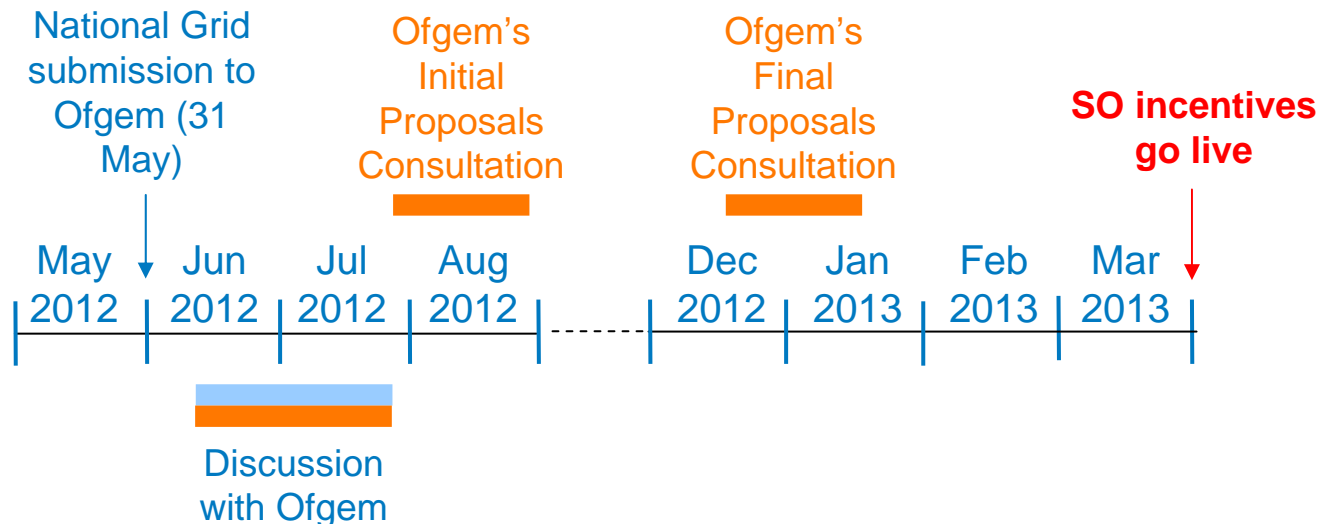 National Grid
submission to
Ofgem (31
May)
Ofgem’s
Initial
Proposals
Consultation
Ofgem’s
Final
Proposals
Consultation
SO incentives
go live
May
2012
Jun
2012
Jul
2012
Aug
2012
Dec
2012
Jan
2013
Feb
2013
Mar
2013
Discussion
with Ofgem